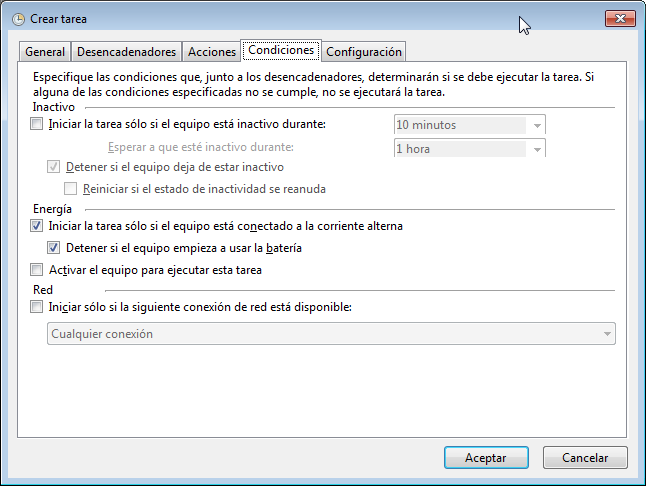 Crear tarea
General
Desencadenadores
Acciones
Condiciones
Configuración
Especifique las condiciones que, junto a los desencadenadores, determinarán si se debe ejecutar la tarea. Si
alguna de las condiciones especificadas no se cumple, no se ejecutará la tarea.
Inactivo
Iniciar la tarea sólo si el equipo está inactivo durante:
10 minutos
Esperar a que esté inactivo durante:
1 hora
Detener si el equipo deja de estar inactivo
Reiniciar si el estado de inactividad se reanuda
Energía
Iniciar la tarea sólo si el equipo está conectado a la corriente alterna
Detener si el equipo empieza a usar la batería
Activar el equipo para ejecutar esta tarea
Red
Iniciar sólo si la siguiente conexión de red está disponible:
Cualquier conexión
Aceptar
Cancelar